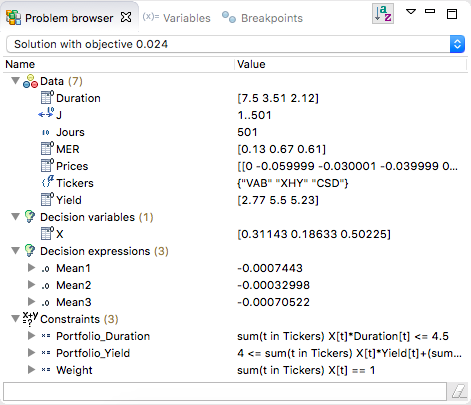 Problem browser (x)= Variables Breakpoints
Solution with objective 0.024
Name Value
Data (7)
Duration [7.5 3.51 2.12]
J 1..501
Jours 501
MER [0.13 0.67 0.61]
Prices [[0 -0.059999 -0.030001 -0.039999 0...
Tickers {"VAB" "XHY" "CSD"}
Yield [2.77 5.5 5.23]
Decision variables (1)
X [0.31143 0.18633 0.50225]
Decision expressions (3)
Mean1 -0.0007443
Mean2 -0.00032998
Mean3 -0.00070522
Constraints (3)
Portfolio_Duration sum(t in Tickers) X[t]*Duration[t] <= 4.5
Portfolio_Yield 4 <= sum(t in Tickers) X[t]*Yield[t]+(sum...
Weight sum(t in Tickers) X[t] == 1